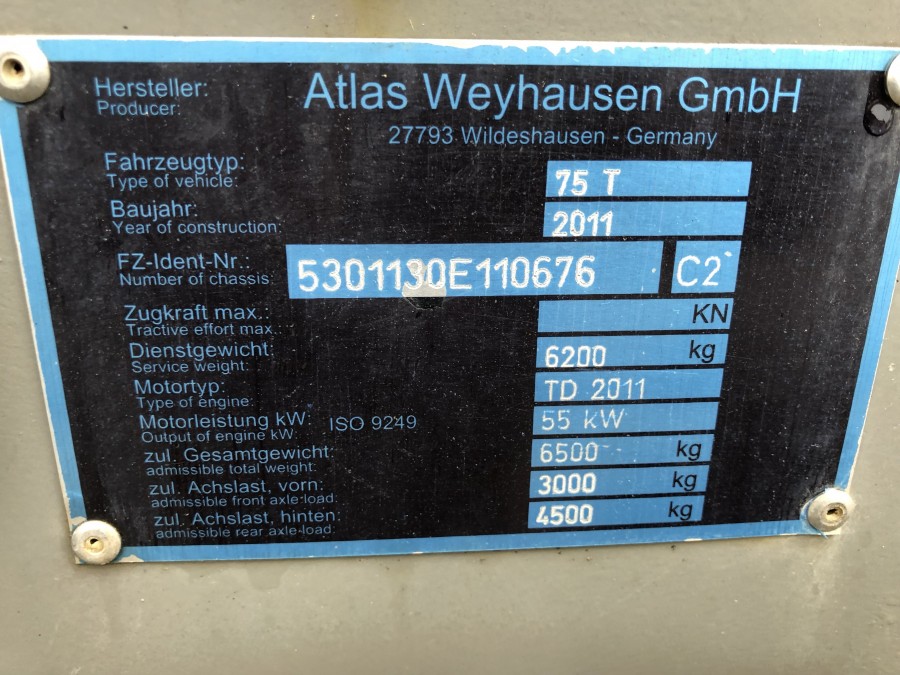 Hersteller: Atlas Weyhausen GmbH
Producer: 27793 Wildeshausen - Germany
Fahrzeugtyp: 75 T
Type of vehicle:
Baujahr: 2011
Year of construction:
FZ-Ident-Nr.: 5301130E110676 C2
Number of chassis:
Zugkraft max.: KN
Tractive effort max.:
Dienstgewicht: 6200 kg
Service weight:
Motortyp: TD 2011
Type of engine:
Motorleistung kW: ISO 9249 55 kW
Output of engine kW:
zul. Gesamtgewicht: 6500 kg
admissible total weight:
zul. Achslast, vorn: 3000 kg
admissible front axle-load:
zul. Achslast, hinten: 4500 kg
admissible rear axle-load: